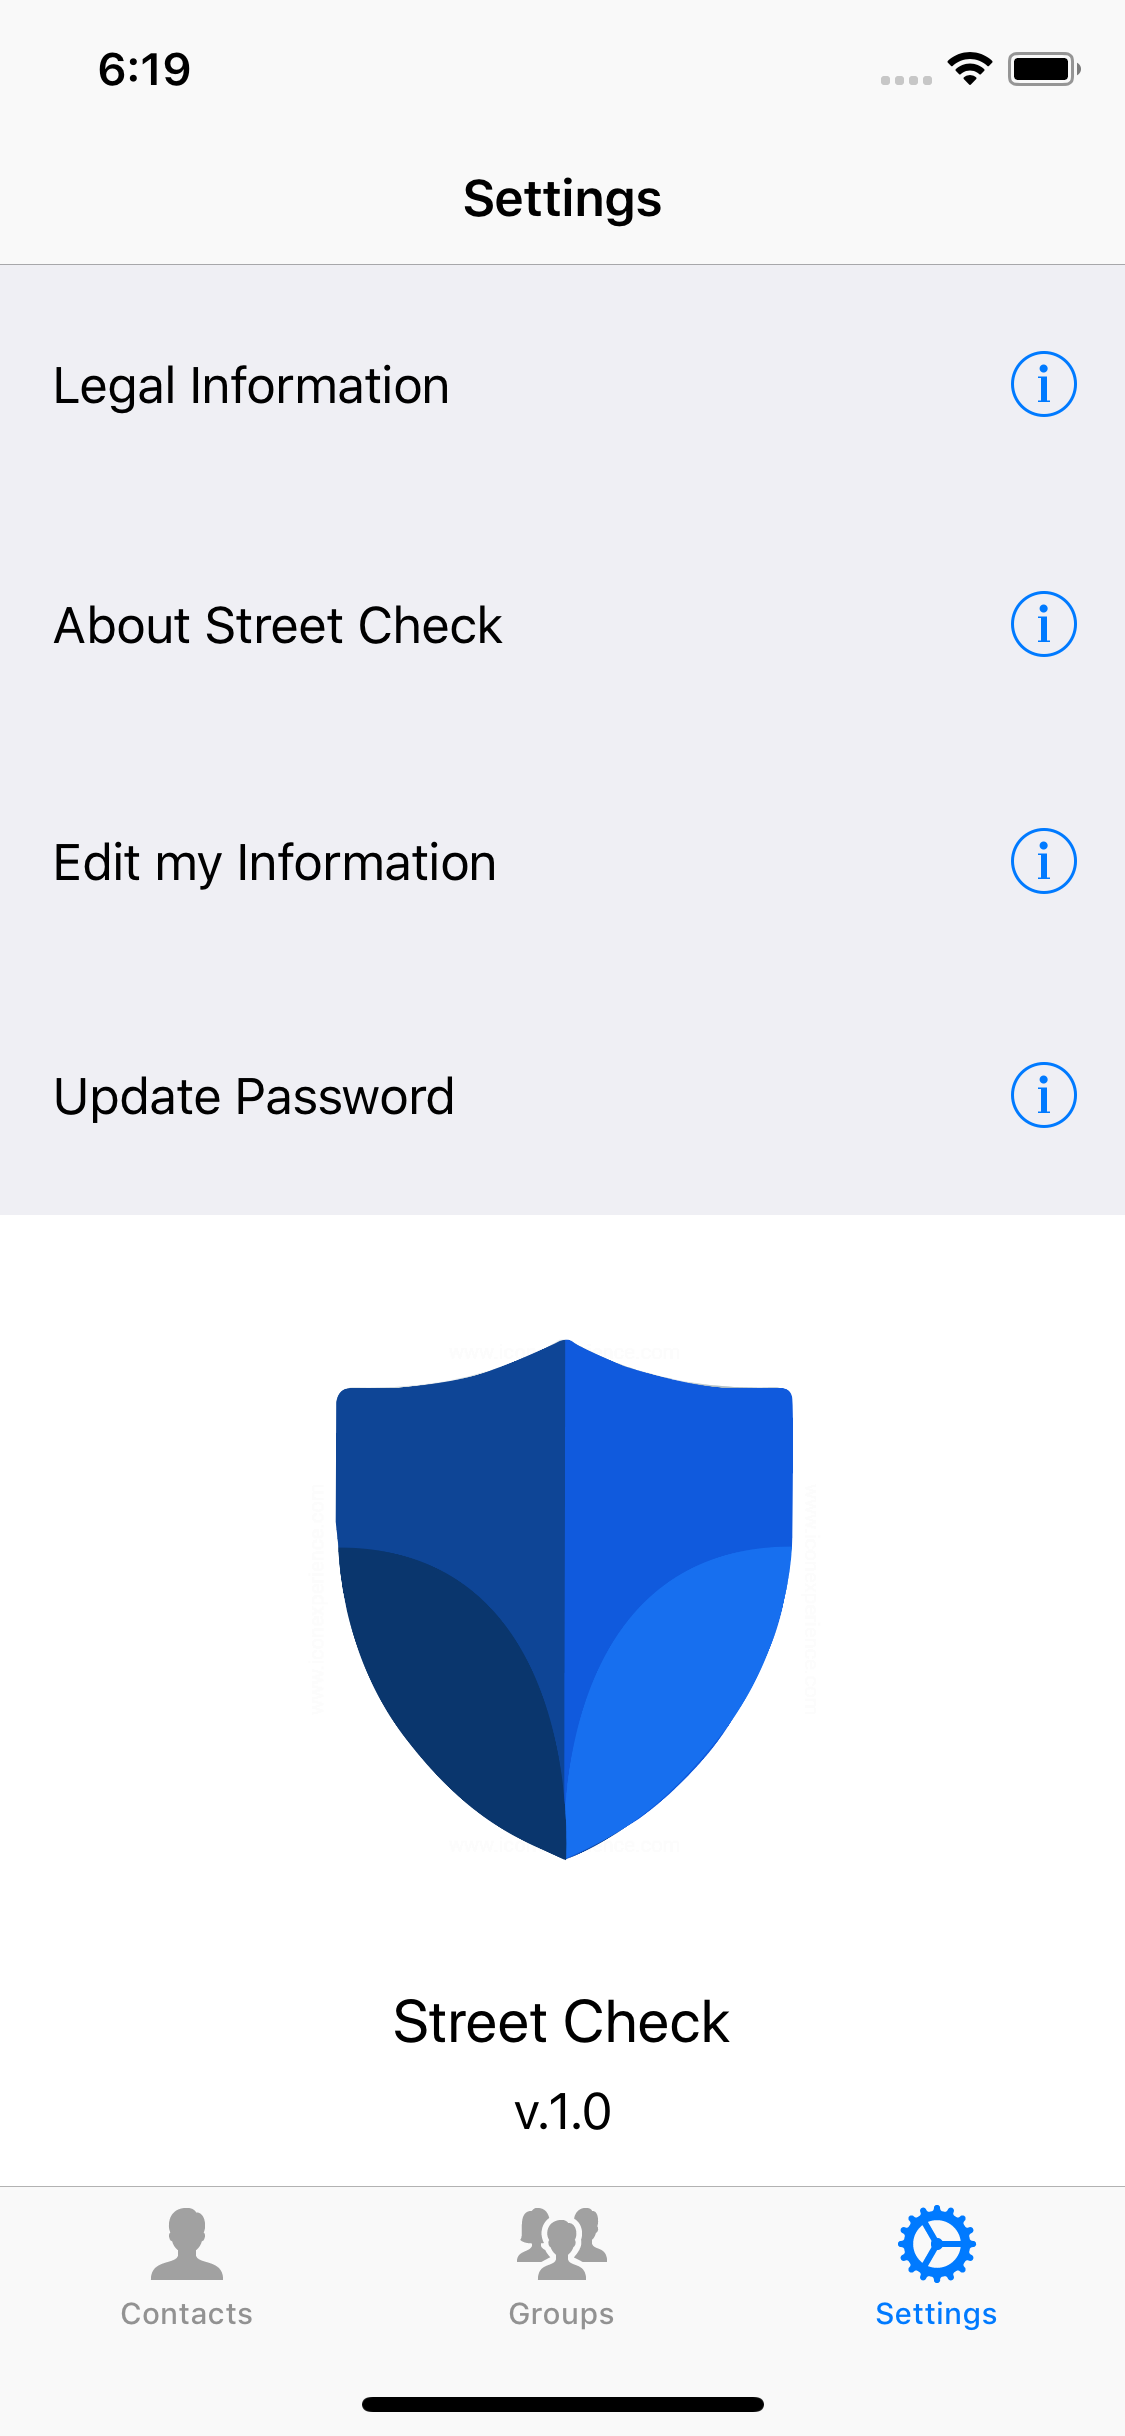 6:19
Settings
Legal Information
About Street Check
Edit my Information
Update Password
Street Check
v.1.0
Contacts
Groups
Settings